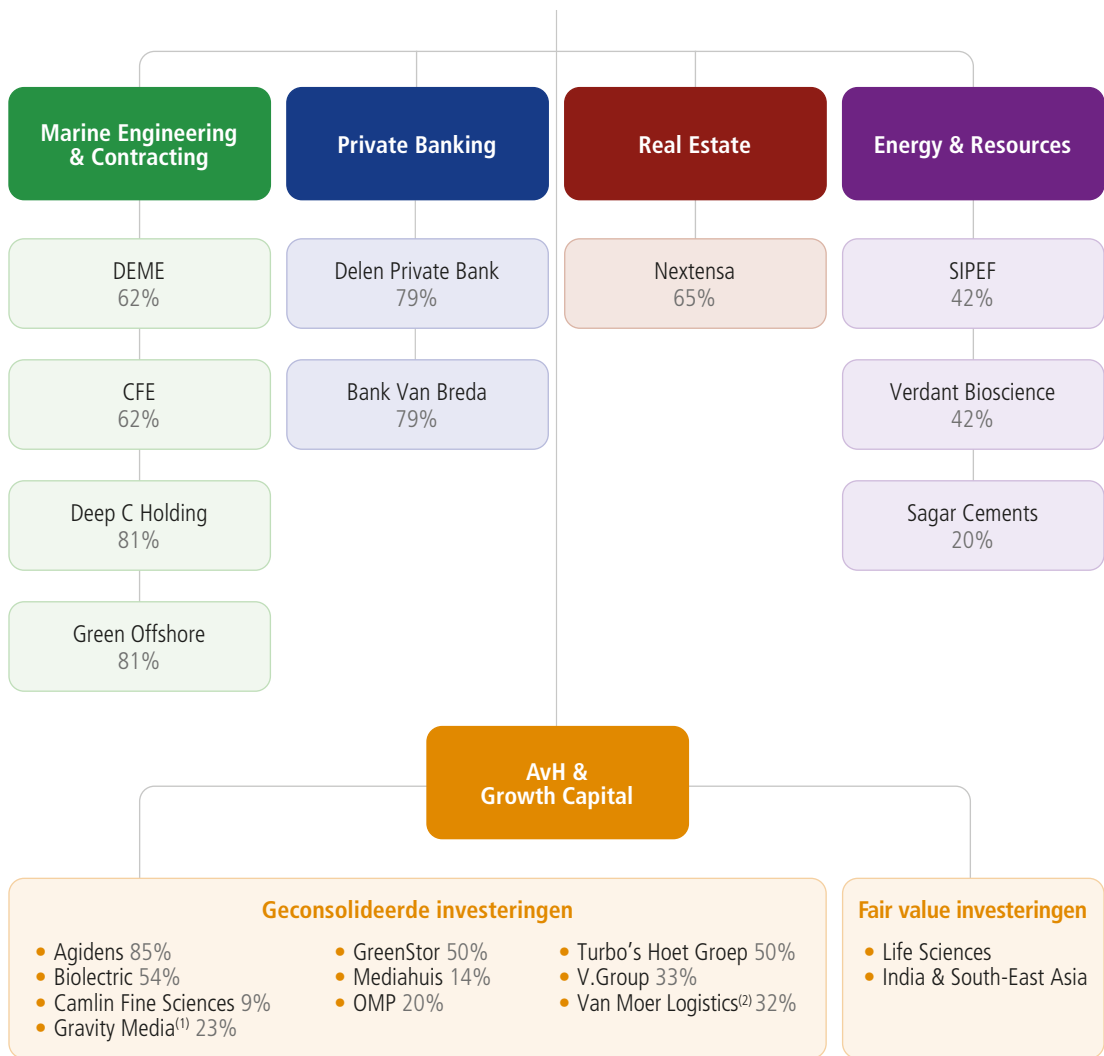 Marine Engineering
& Contracting
DEME
62%
CFE
62%
Deep C Holding
81%
Green Offshore
81%
Private Banking
Delen Private Bank
79%
Bank Van Breda
79%
Real Estate
Nextensa
65%
Energy & Resources
SIPEF
42%
Verdant Bioscience
42%
Sagar Cements
20%
AvH &
Growth Capital
Geconsolideerde investeringen
• Agidens 85%
• Biolectric 54%
• Camlin Fine Sciences 9%
• Gravity Media(1) 23%
• GreenStor 50%
• Mediahuis 14%
• OMP 20%
• Turbo's Hoet Groep 50%
• V.Group 33%
• Van Moer Logistics(2) 32%
Fair value investeringen
• Life Sciences
• India & South-East Asia